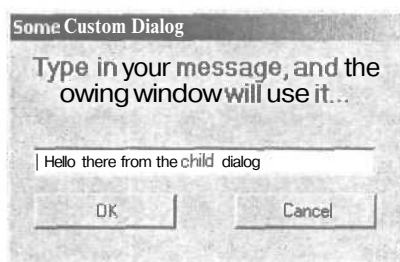 Some Custom Dialog
Type in your message, and the
owing window will use it...
Hello there from the child dialog
OK Cancel